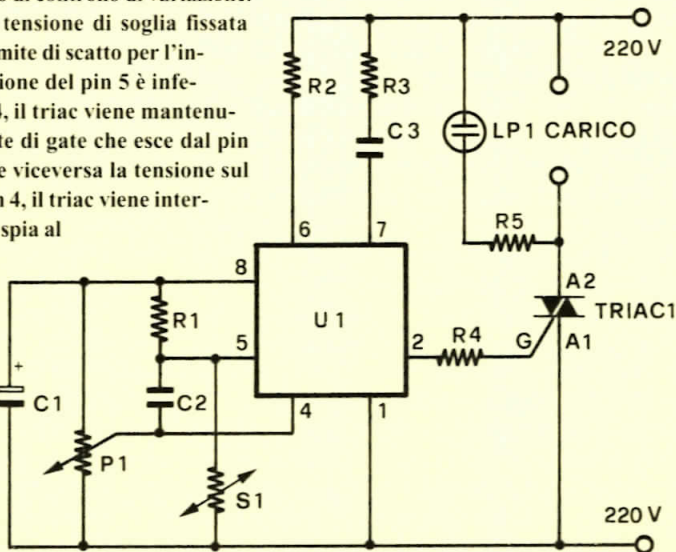 tensione di soglia fissata
mite di scatto per l'in-
ione del pin 5 è infe-
4, il triac viene mantenu-
te di gate che esce dal pin
e viceversa la tensione sul
n 4, il triac viene inter-
spia al
220 V
R2
R3
C3
LP1 CARICO
R5
6
7
8
A2
TRIAC1
R1
U1
5
2
R4
G
A1
C1
C2
4
1
P1
S1
220 V
+